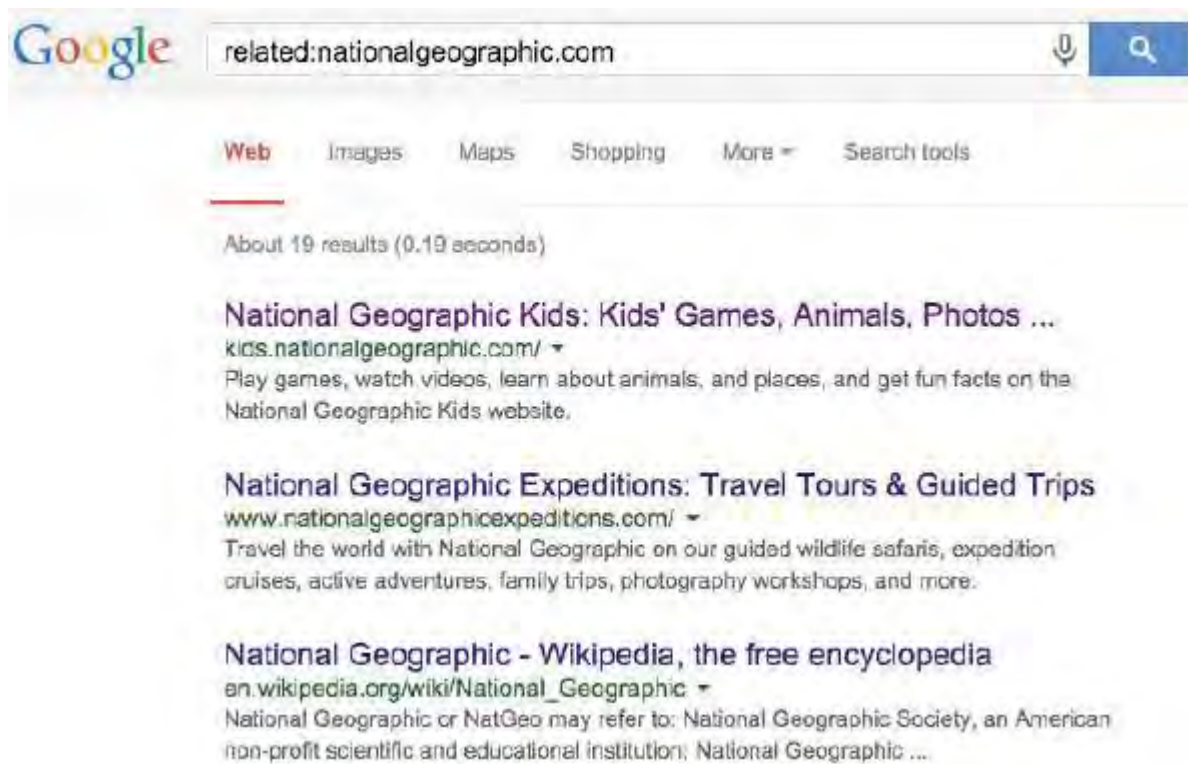 Google related:nationalgeographic.com
Web Images Maps Shopping More Search tools
About 19 results (0.19 seconds)
National Geographic Kids: Kids' Games, Animals, Photos ...
kids.nationalgeographic.com/
Play games, watch videos, learn about animals, and places, and get fun facts on the
National Geographic Kids website.
National Geographic Expeditions: Travel Tours & Guided Trips
www.nationalgeographicexpeditions.com/
Travel the world with National Geographic on our guided wildlife safaris, expedition
cruises, active adventures, family trips, photography workshops, and more.
National Geographic - Wikipedia, the free encyclopedia
en.wikipedia.org/wiki/National_Geographic
National Geographic or NatGeo may refer to: National Geographic Society, an American
non-profit scientific and educational institution; National Geographic ...